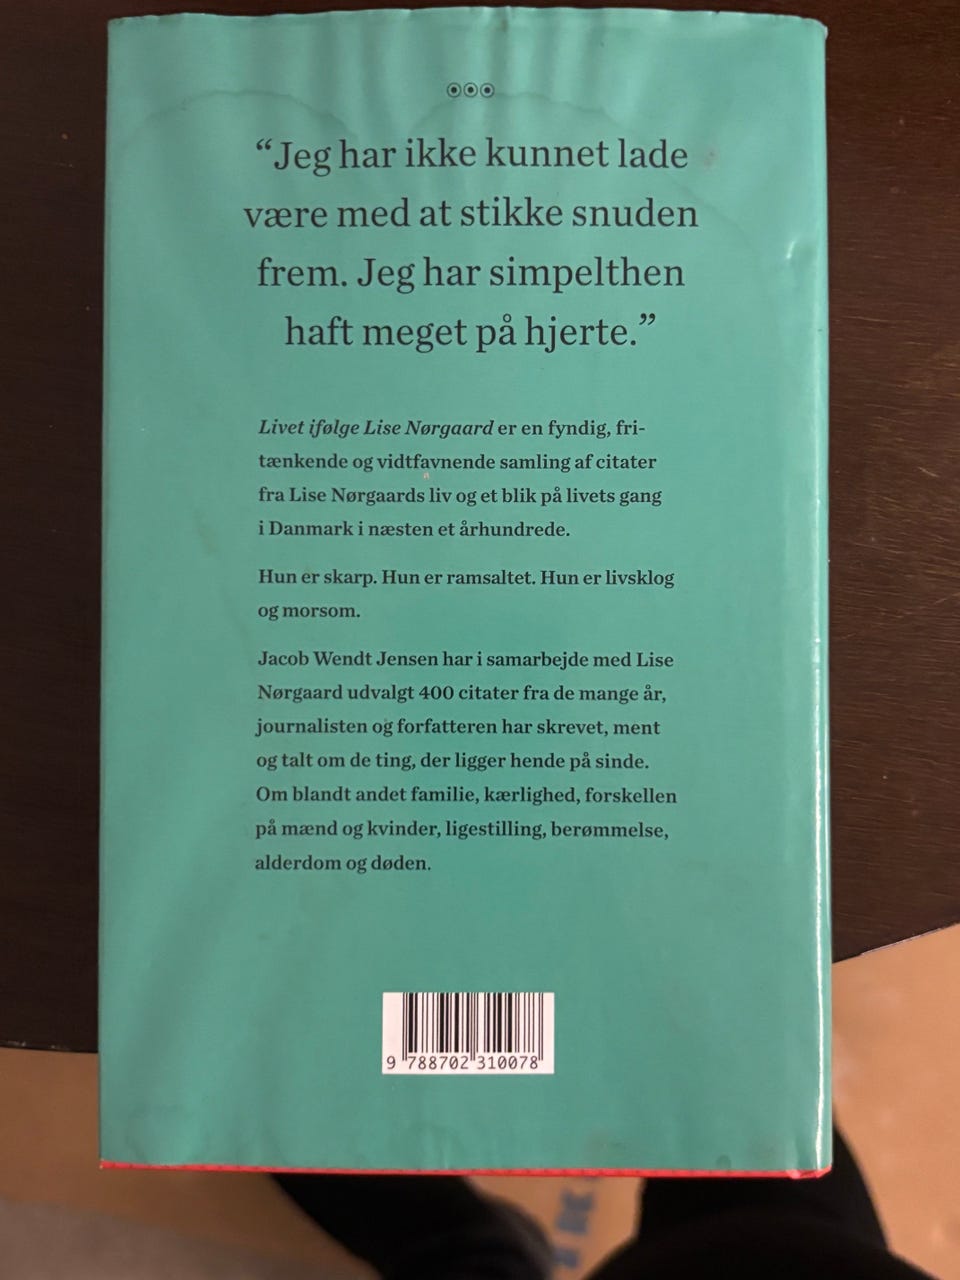 “Jeg har ikke kunnet lade
være med at stikke snuden
frem. Jeg har simpelthen
haft meget på hjerte.”
Livet ifølge Lise Nørgaard er en fyndig, fri-
tænkende og vidtfavnende samling af citater
fra Lise Nørgaards liv og et blik på livets gang
i Danmark i næsten et århundrede.
Hun er skarp. Hun er ramsaltet. Hun er livsklog
og morsom.
Jacob Wendt Jensen har i samarbejde med Lise
Nørgaard udvalgt 400 citater fra de mange år,
journalisten og forfatteren har skrevet, ment
og talt om de ting, der ligger hende på sinde.
Om blandt andet familie, kærlighed, forskellen
på mænd og kvinder, ligestilling, berømmelse,
alderdom og døden.
9 788702 310078